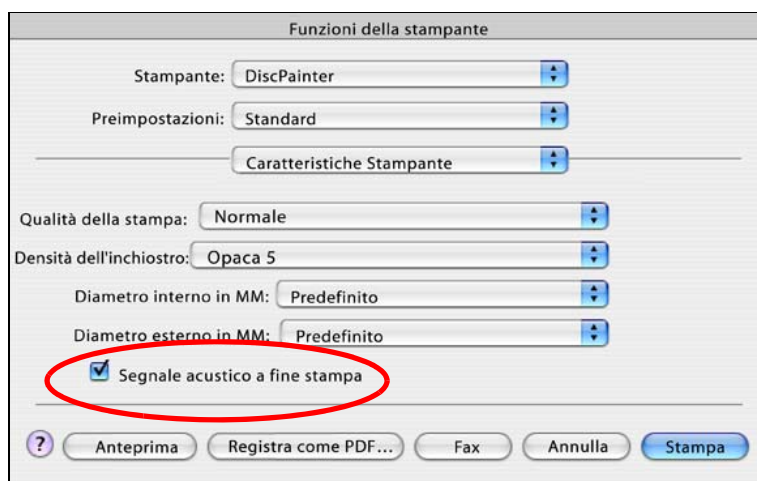 Funzioni della stampante
Stampante: DiscPainter
Preimpostazioni: Standard
Caratteristiche Stampante
Qualità della stampa: Normale
Densità dell'inchiostro: Opaca 5
Diametro interno in MM: Predefinito
Diametro esterno in MM: Predefinito
Segnale acustico a fine stampa
? Anteprima Registra come PDF... Fax Annulla Stampa